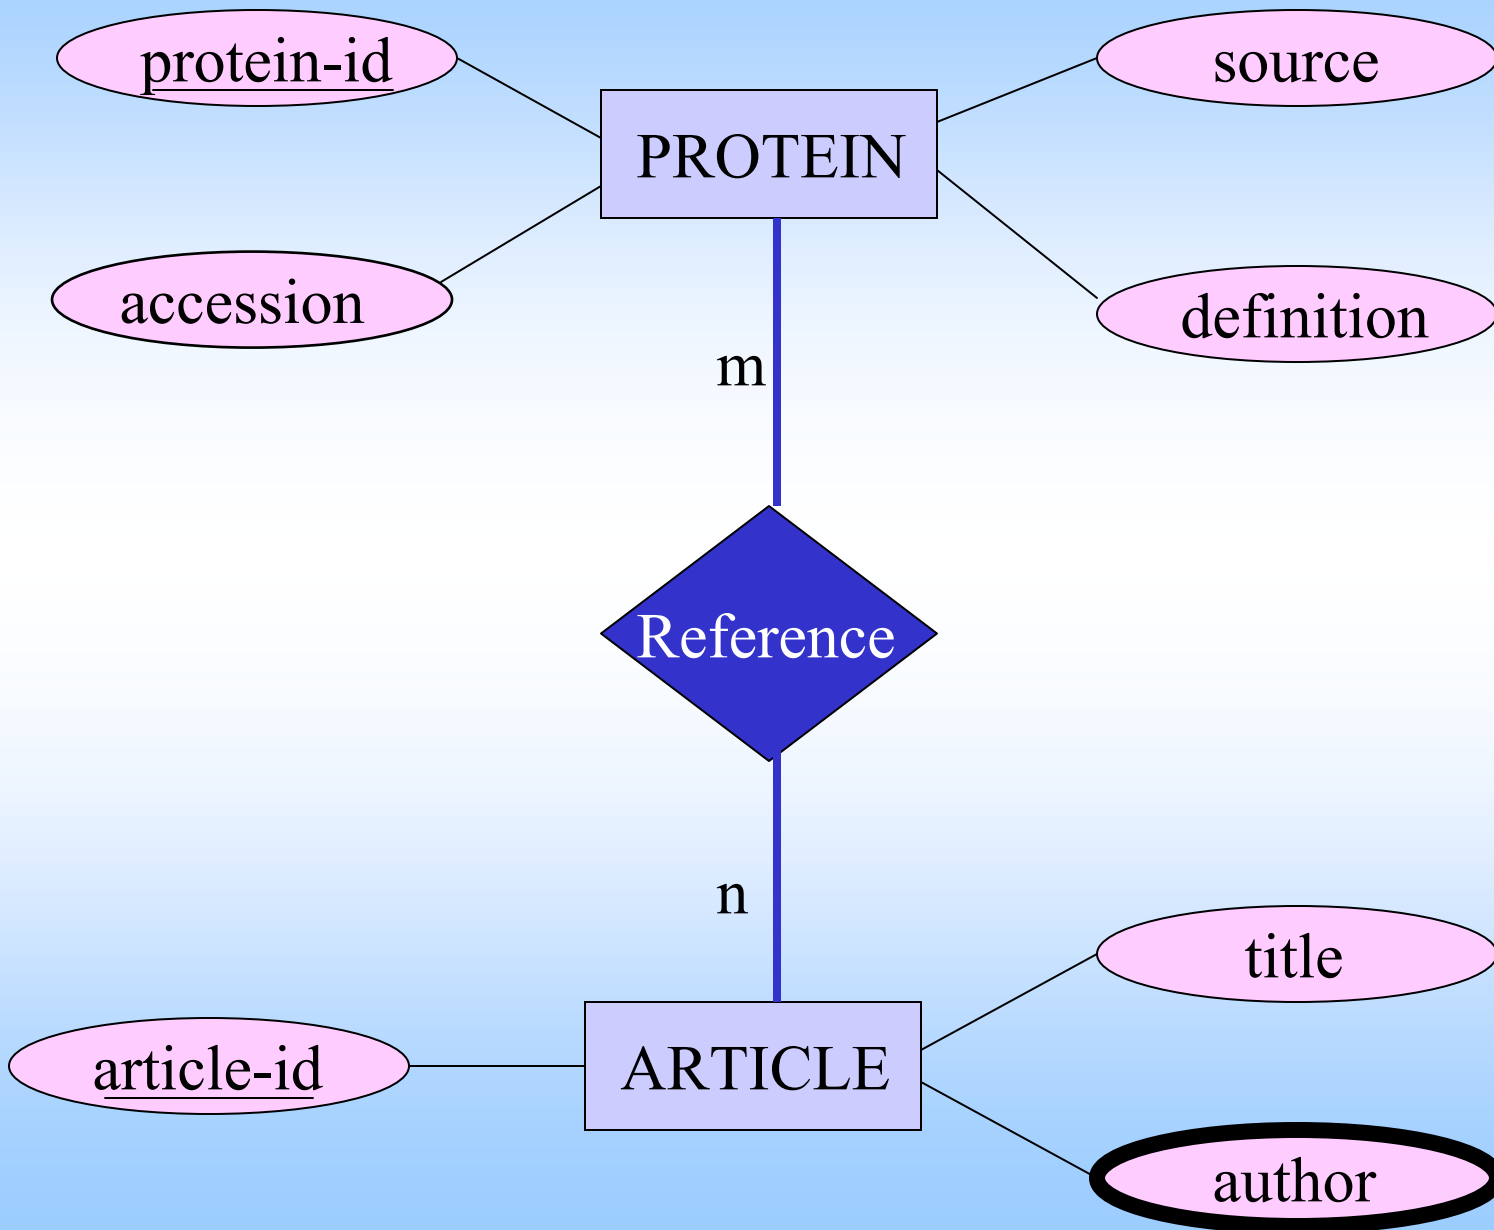 protein-id
source
PROTEIN
accession
definition
m
Reference
n
title
article-id
ARTICLE
author